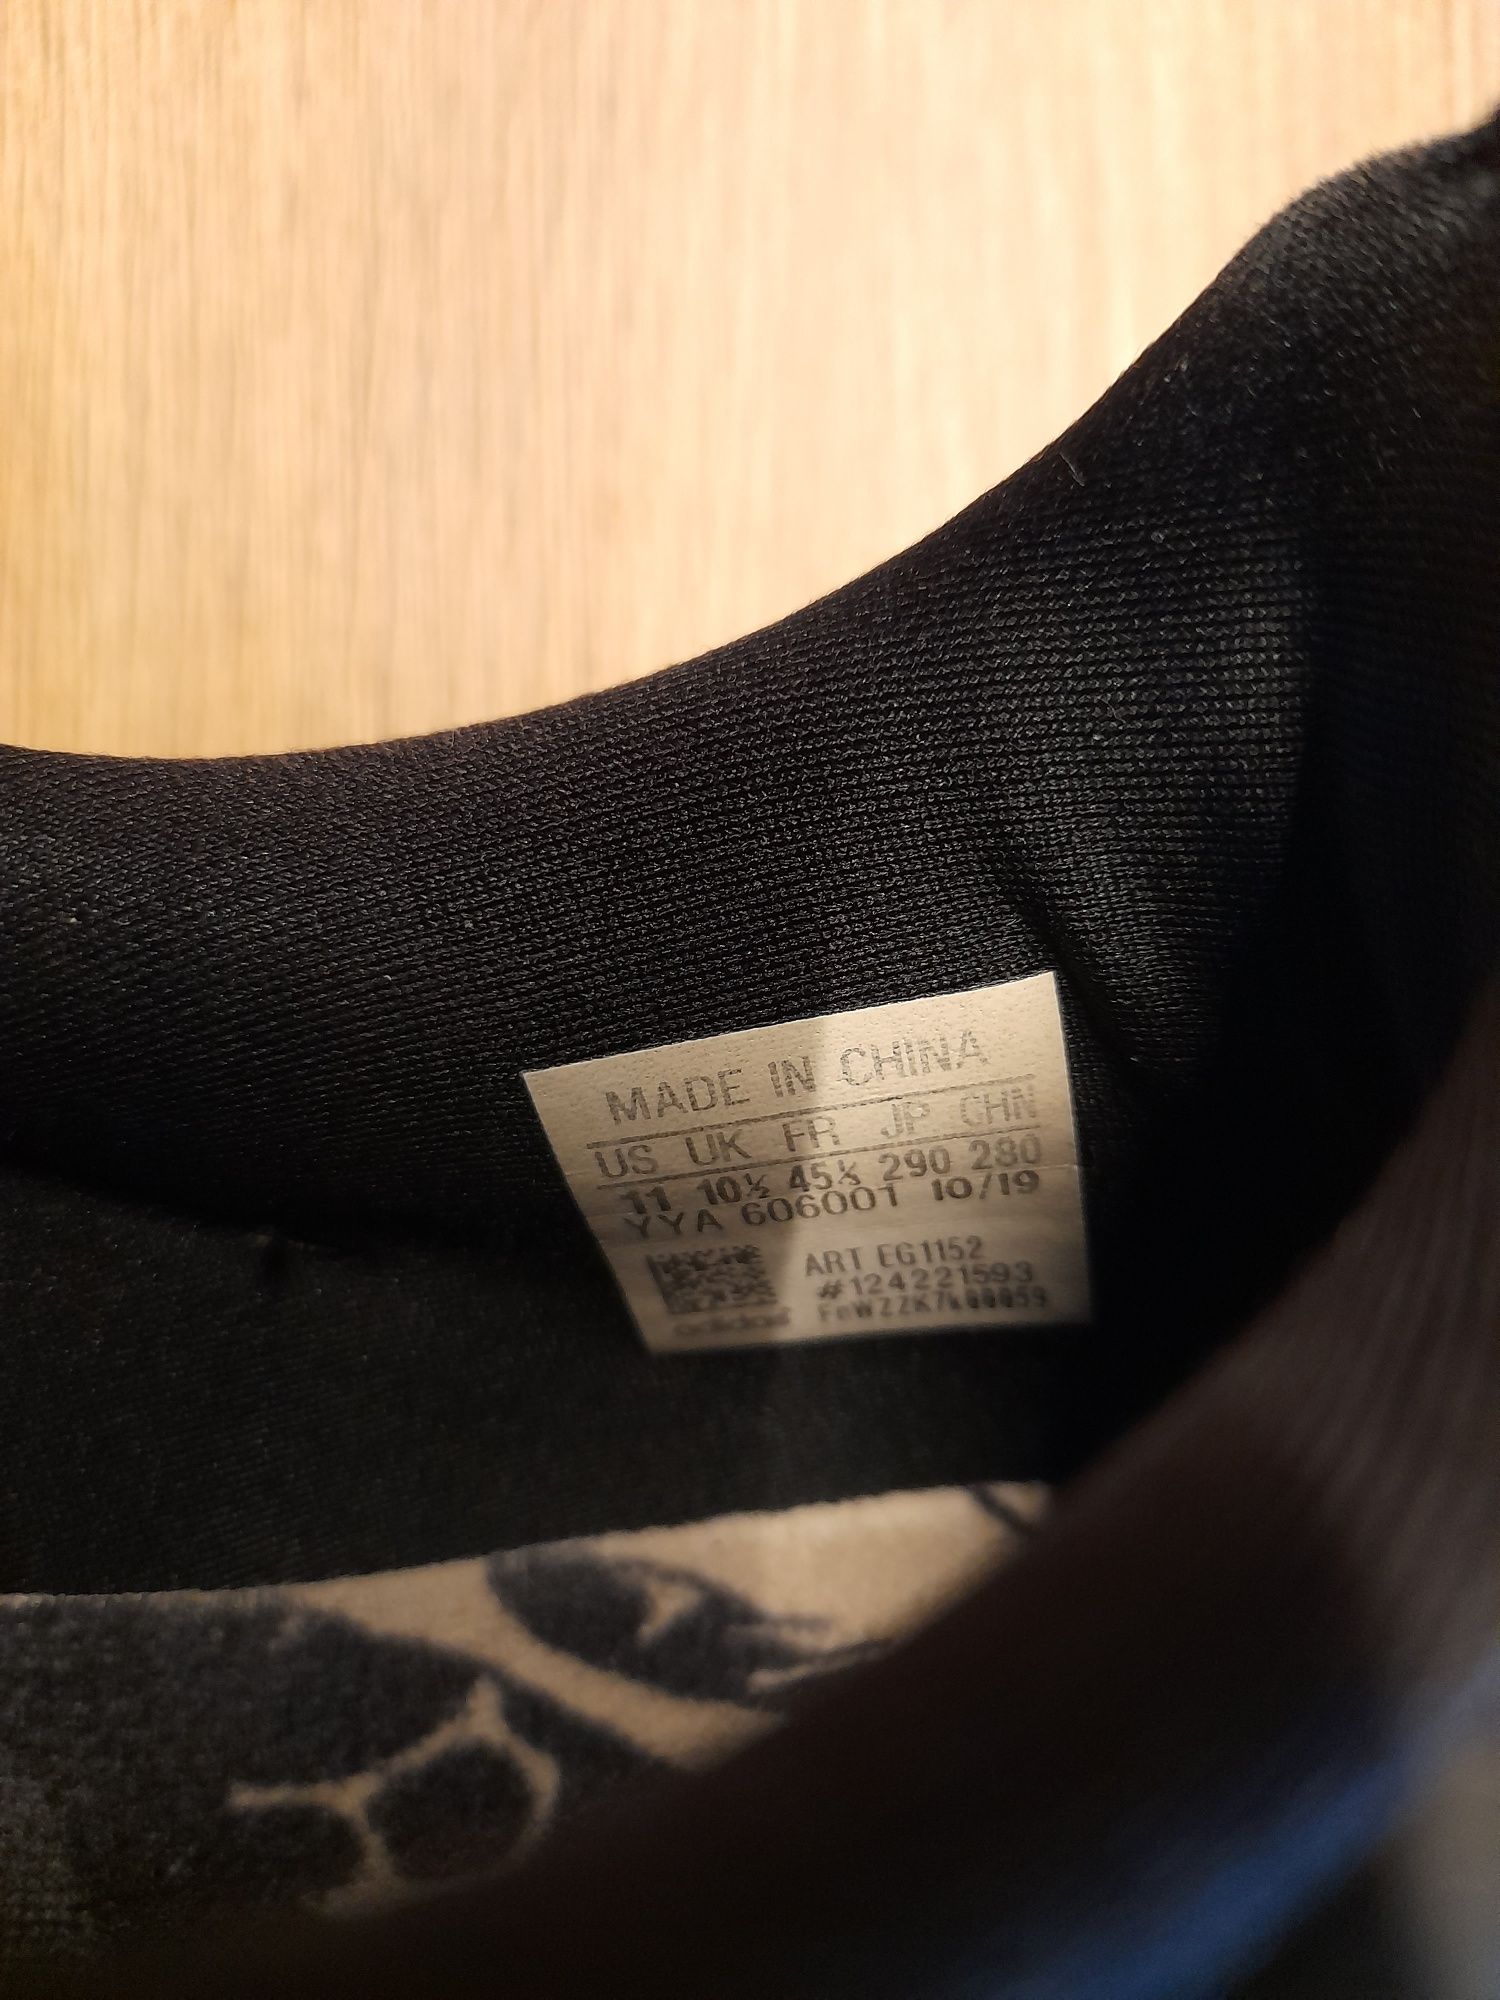 MADE IN CHINA
US UK FR JP CHN
11 10½ 45⅓ 290 280
YYA 606001 10/19
ART EG1152
#124221593
adidas